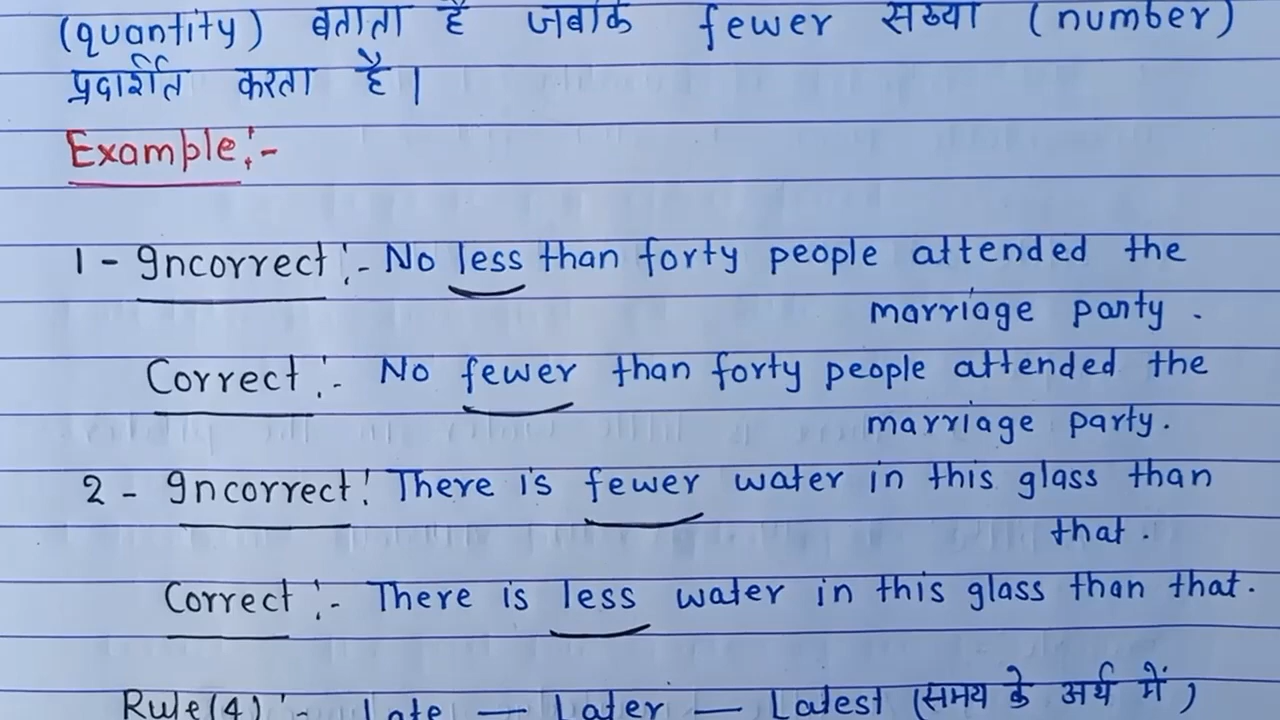 (quantity) बताता है जबकि fewer संख्या (number)
प्रदर्शित करता है।
Example:-
1 - Incorrect:- No less than forty people attended the
marriage party.
Correct:- No fewer than forty people attended the
marriage party.
2 - Incorrect: There is fewer water in this glass than
that.
Correct:- There is less water in this glass than that.
Rule(4):- Late — Later — Latest (समय के अर्थ में)